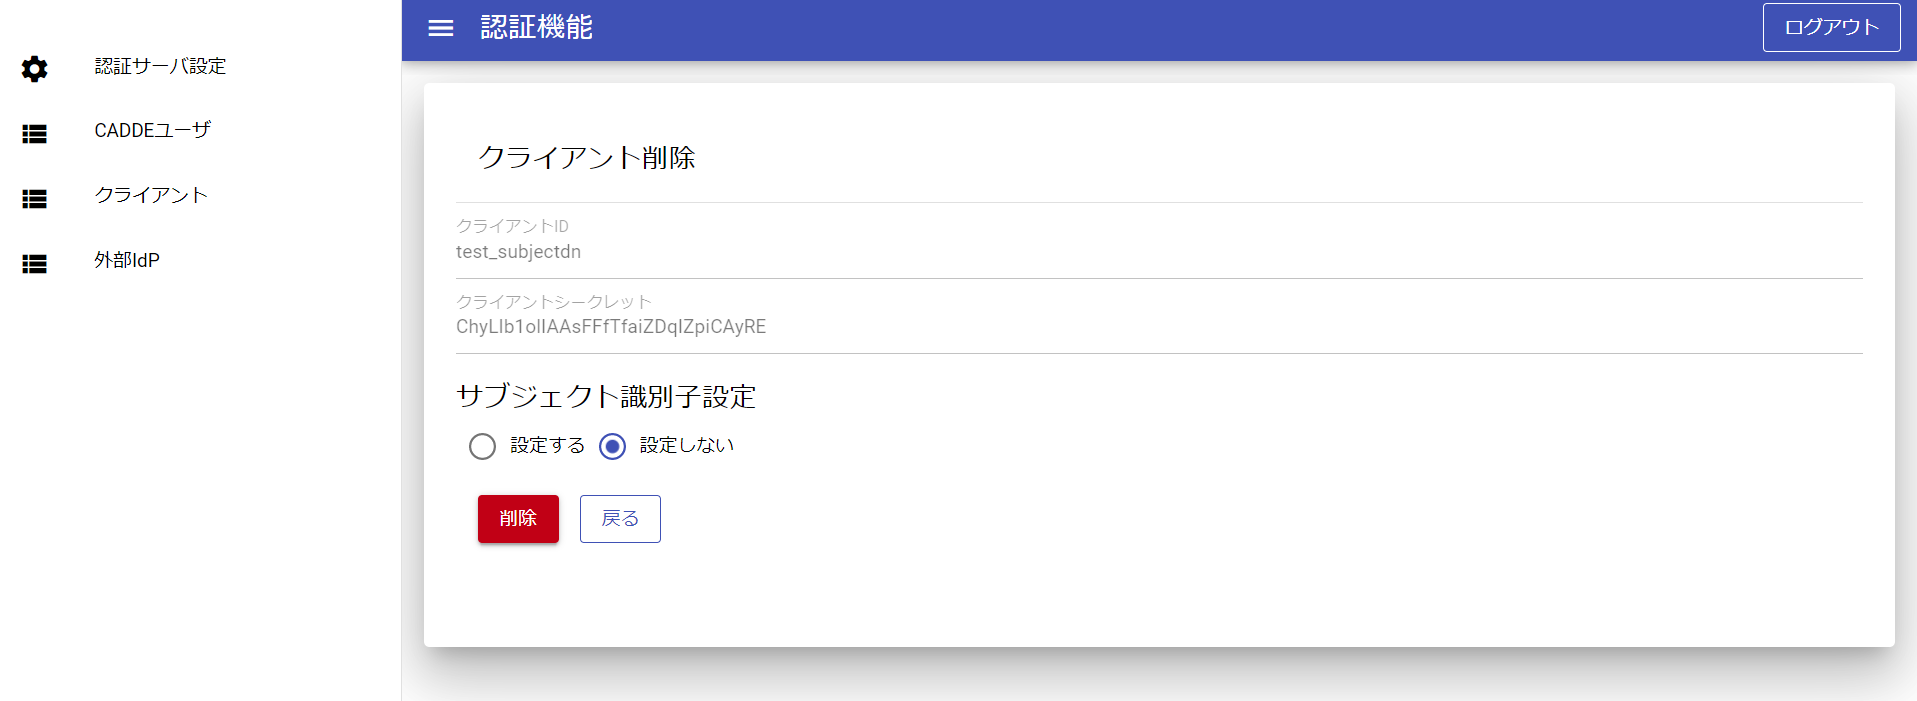 認証サーバ設定
CADDEユーザ
クライアント
外部IdP
認証機能
ログアウト
クライアント削除
クライアントID
test_subjectdn
クライアントシークレット
ChyLIb1olIAAsFFfTfaiZDqIZpiCAyRE
サブジェクト識別子設定
設定する 設定しない
削除 戻る